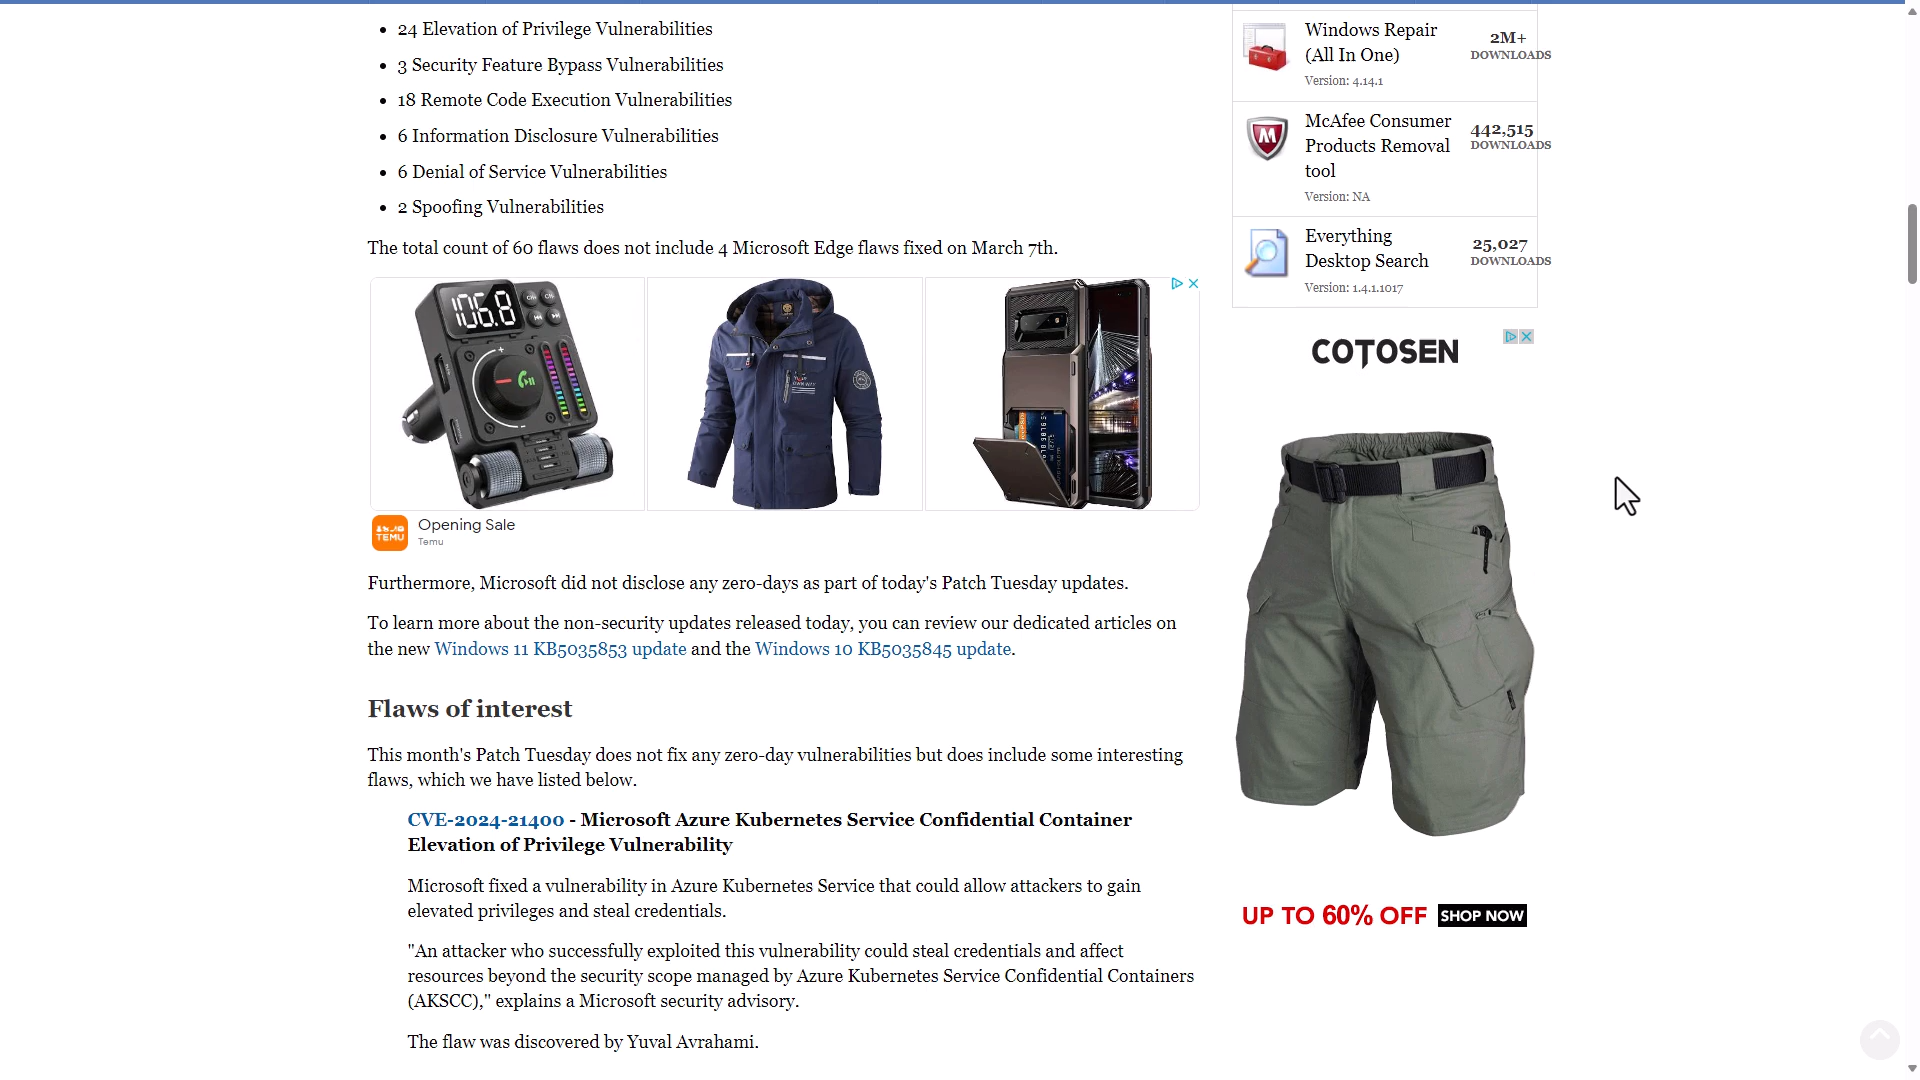 24 Elevation of Privilege Vulnerabilities
3 Security Feature Bypass Vulnerabilities
18 Remote Code Execution Vulnerabilities
6 Information Disclosure Vulnerabilities
6 Denial of Service Vulnerabilities
2 Spoofing Vulnerabilities
The total count of 60 flaws does not include 4 Microsoft Edge flaws fixed on March 7th.
106.8
CH-
CH+
TEMU
Opening Sale
Temu
Furthermore, Microsoft did not disclose any zero-days as part of today's Patch Tuesday updates.
To learn more about the non-security updates released today, you can review our dedicated articles on
the new Windows 11 KB5035853 update and the Windows 10 KB5035845 update.
Flaws of interest
This month's Patch Tuesday does not fix any zero-day vulnerabilities but does include some interesting
flaws, which we have listed below.
CVE-2024-21400 - Microsoft Azure Kubernetes Service Confidential Container
Elevation of Privilege Vulnerability
Microsoft fixed a vulnerability in Azure Kubernetes Service that could allow attackers to gain
elevated privileges and steal credentials.
"An attacker who successfully exploited this vulnerability could steal credentials and affect
resources beyond the security scope managed by Azure Kubernetes Service Confidential Containers
(AKSCC)," explains a Microsoft security advisory.
The flaw was discovered by Yuval Avrahami.
Windows Repair
(All In One)
Version: 4.14.1
2M+
DOWNLOADS
McAfee Consumer
Products Removal
tool
Version: NA
442,515
DOWNLOADS
Everything
Desktop Search
Version: 1.4.1.1017
25,027
DOWNLOADS
COTOSEN
UP TO 60% OFF SHOP NOW